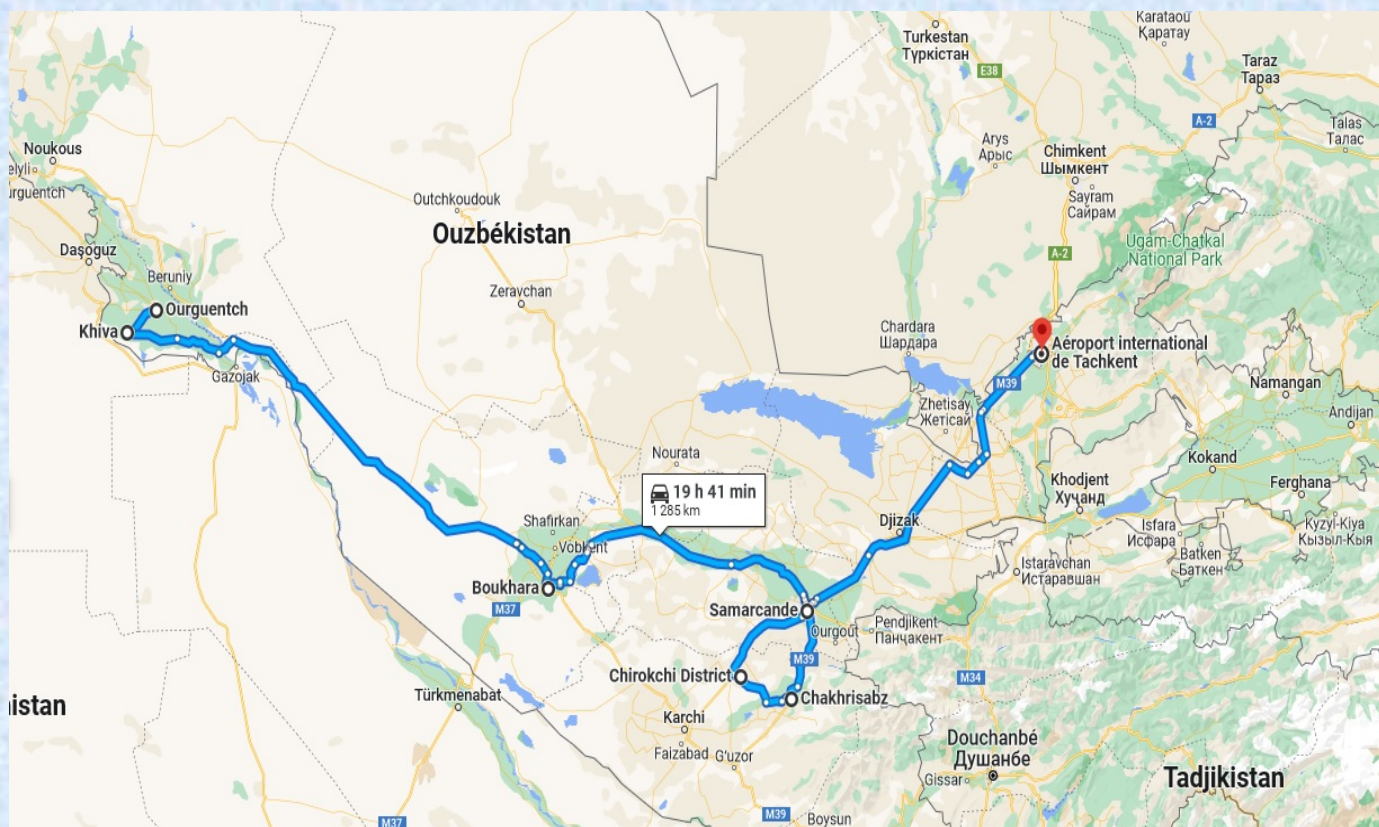 Karataou
Қаратау
Turkestan
Түркістан
E38
Taraz
Тараз
A-2
Talas
Талас
Arys
Арыс
Noukous
Chimkent
Шымкент
Sayram
Сайрам
Outchkoudouk
Ouzbékistan
Ugam-Chatkal
National Park
A-2
Daşoguz
Beruniy
Zeravchan
Ourguentch
Khiva
Chardara
Шардара
Aéroport international
de Tachkent
Gazojak
M39
Zhetisay
Жетісай
Namangan
Andijan
Nourata
Kokand
Khodjent
Хуҷанд
Ferghana
19 h 41 min
1 285 km
Shafirkan
Djizak
Isfara
Исфара
Kyzyl-Kiya
Кызыл-Кыя
Vobkent
Batken
Баткен
Istaravchan
Истаравшан
Boukhara
M37
Samarcande
Pendjikent
Панҷакент
Ourgout
M39
Chirokchi District
M34
Chakhrisabz
Türkmenabat
Karchi
Faizabad
G'uzor
Douchanbé
Душанбе
Gissar
Tadjikistan
M37
M39
Boysun